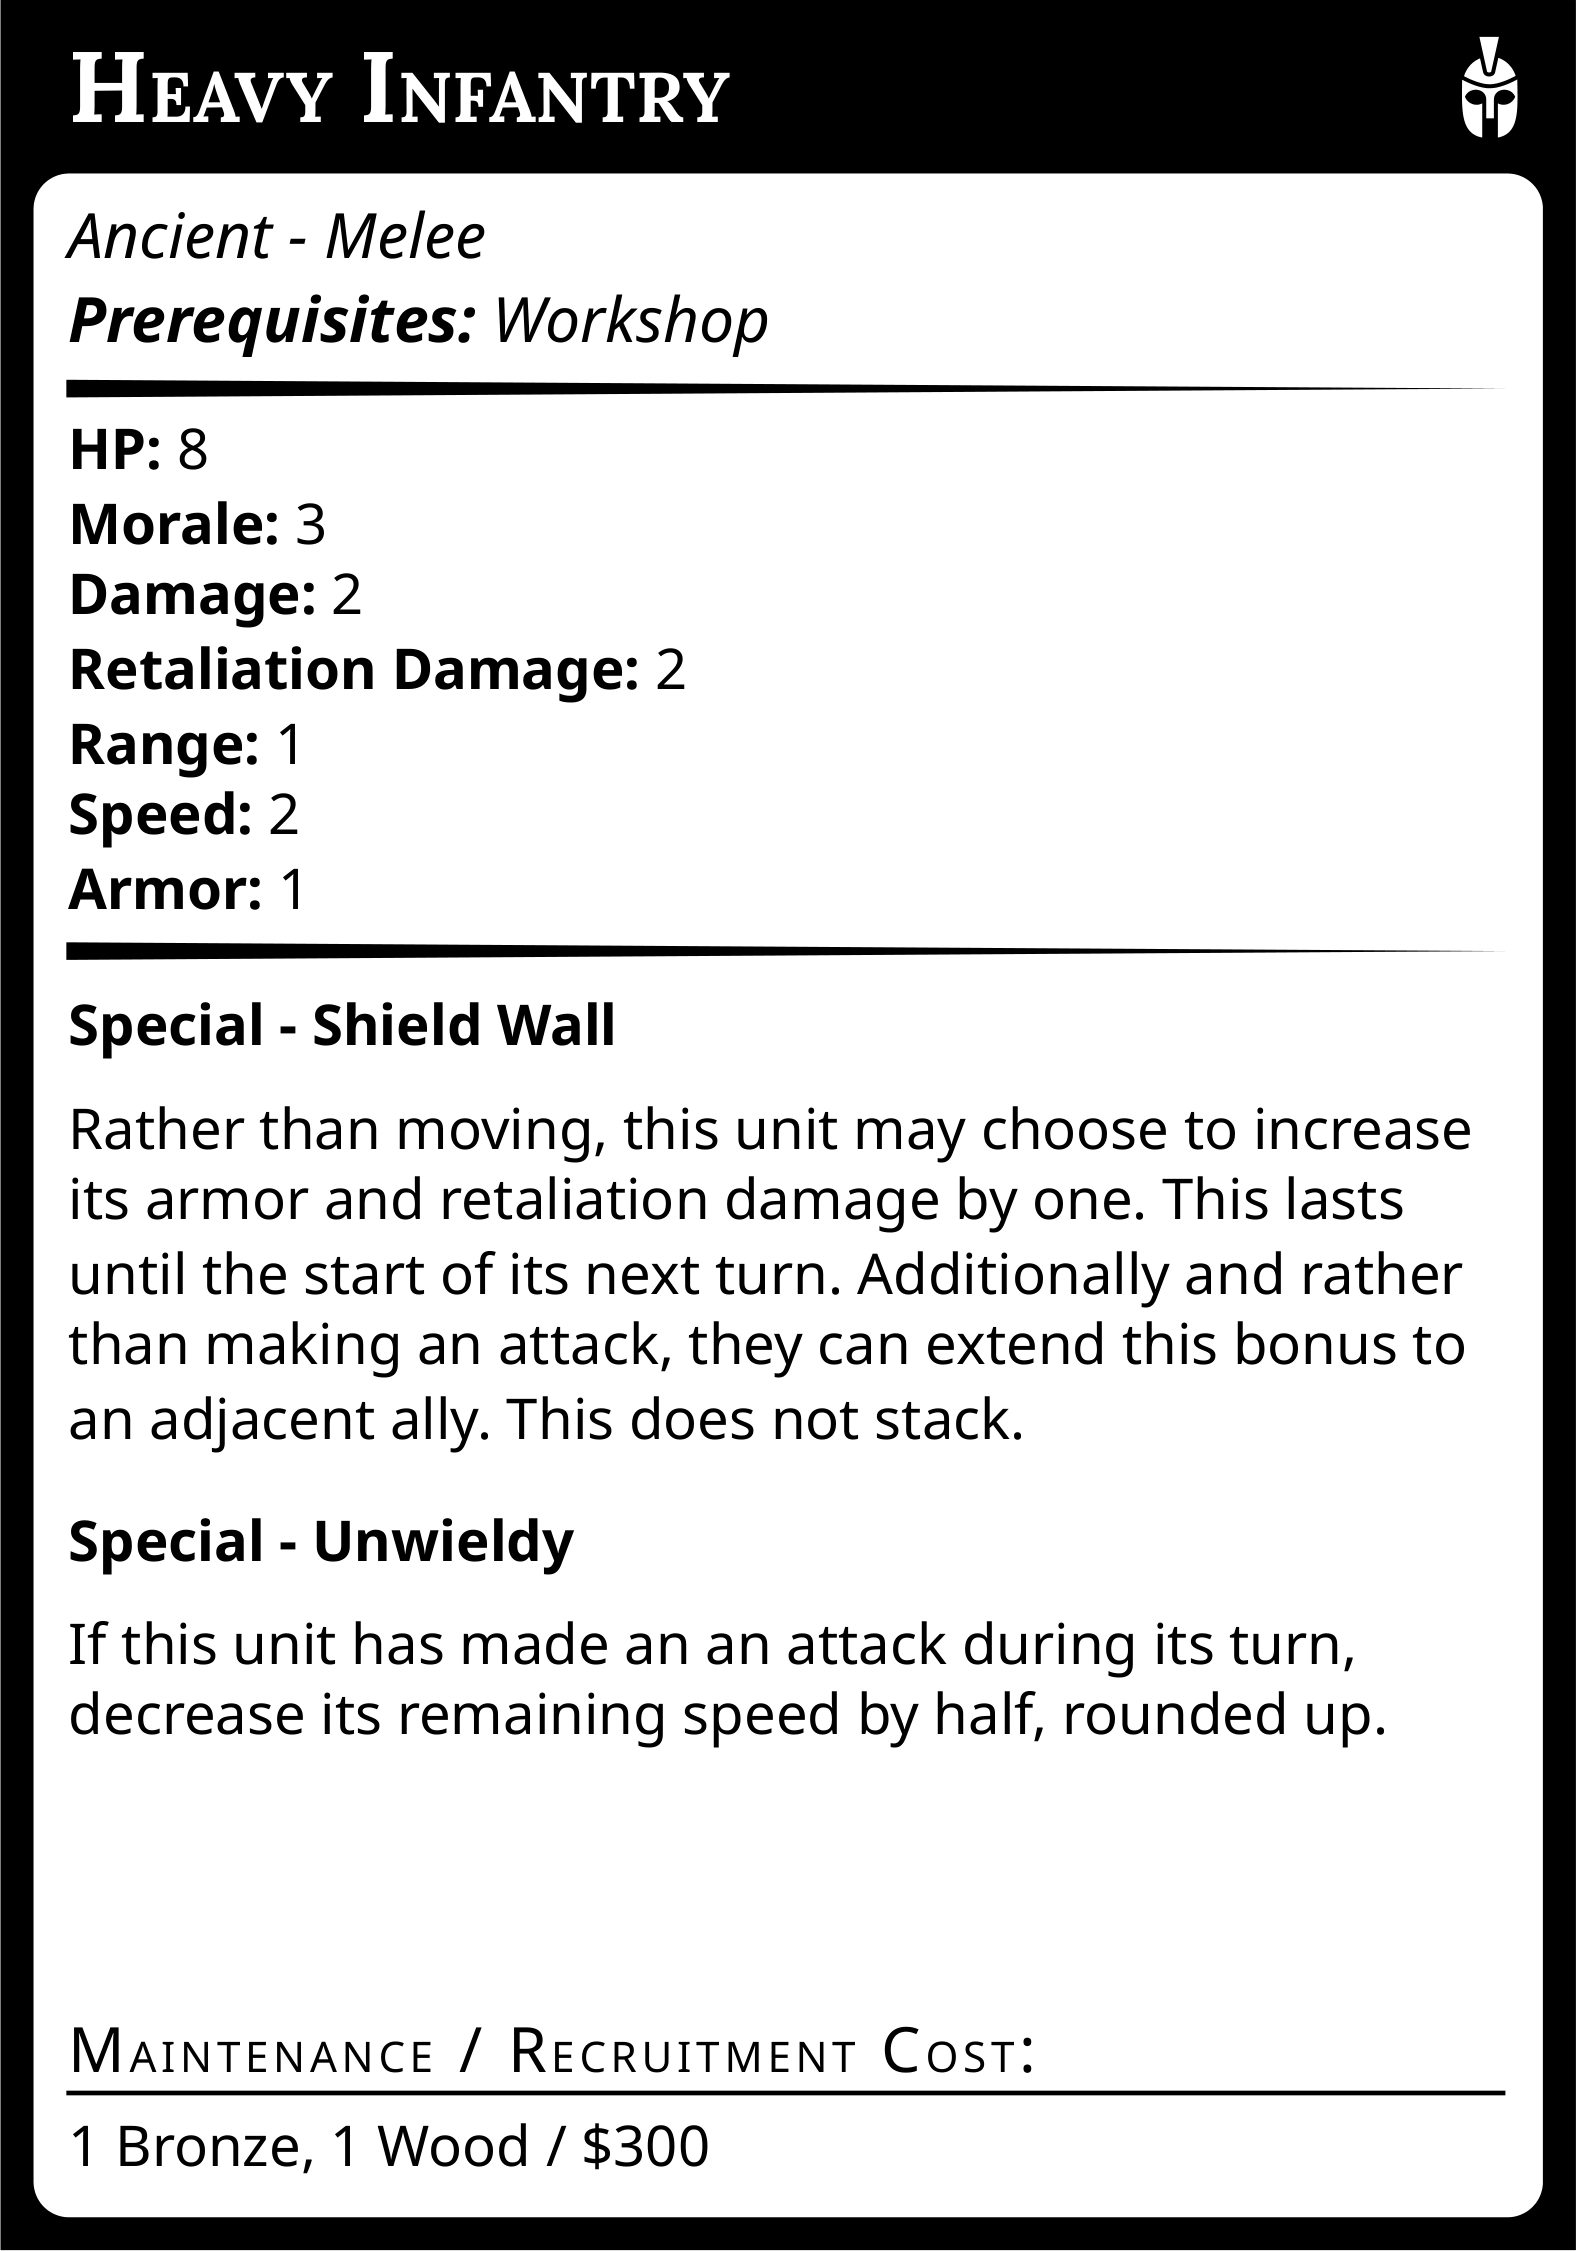 Heavy Infantry
Ancient - Melee
Prerequisites: Workshop
HP: 8
Morale: 3
Damage: 2
Retaliation Damage: 2
Range: 1
Speed: 2
Armor: 1
Special - Shield Wall
Rather than moving, this unit may choose to increase
its armor and retaliation damage by one. This lasts
until the start of its next turn. Additionally and rather
than making an attack, they can extend this bonus to
an adjacent ally. This does not stack.
Special - Unwieldy
If this unit has made an an attack during its turn,
decrease its remaining speed by half, rounded up.
Maintenance / Recruitment Cost:
1 Bronze, 1 Wood / $300